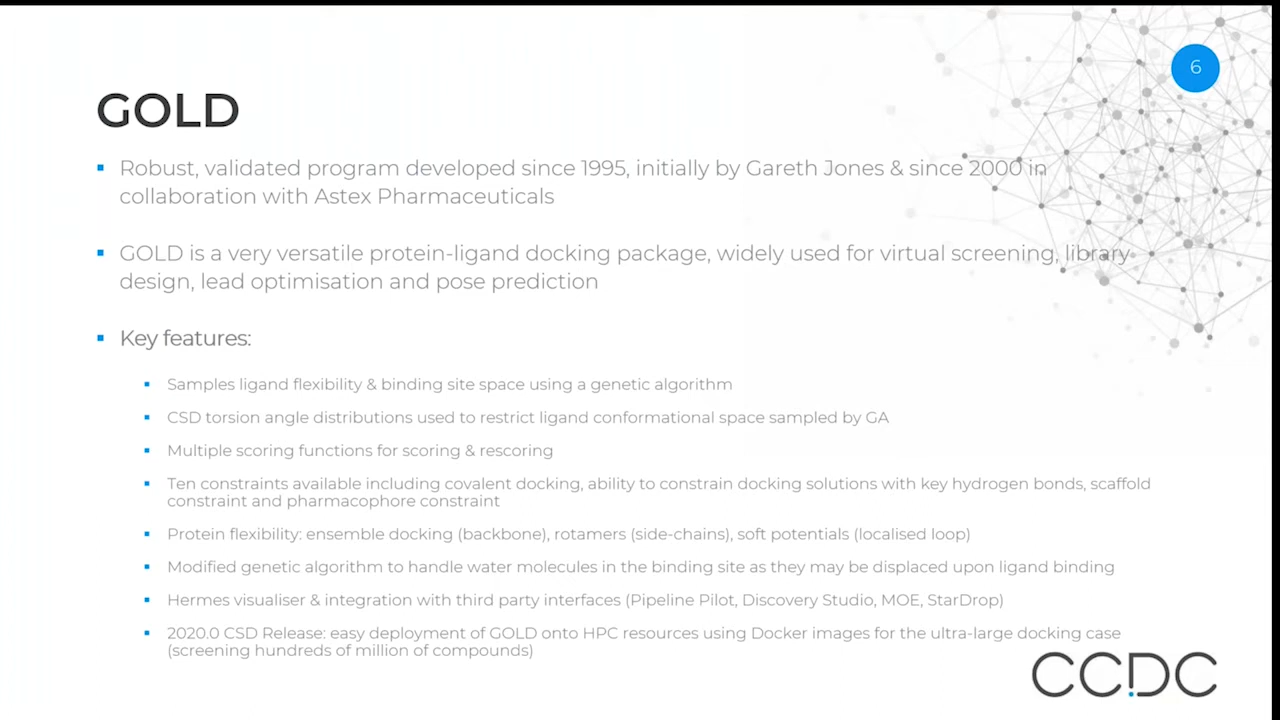 6
GOLD
Robust, validated program developed since 1995, initially by Gareth Jones & since 2000 in
collaboration with Astex Pharmaceuticals
GOLD is a very versatile protein-ligand docking package, widely used for virtual screening, library
design, lead optimisation and pose prediction
Key features:
Samples ligand flexibility & binding site space using a genetic algorithm
CSD torsion angle distributions used to restrict ligand conformational space sampled by GA
Multiple scoring functions for scoring & rescoring
Ten constraints available including covalent docking, ability to constrain docking solutions with key hydrogen bonds, scaffold
constraint and pharmacophore constraint
Protein flexibility: ensemble docking (backbone), rotamers (side-chains), soft potentials (localised loop)
Modified genetic algorithm to handle water molecules in the binding site as they may be displaced upon ligand binding
Hermes visualiser & integration with third party interfaces (Pipeline Pilot, Discovery Studio, MOE, StarDrop)
2020.0 CSD Release: easy deployment of GOLD onto HPC resources using Docker images for the ultra-large docking case
(screening hundreds of million of compounds)
CCDC